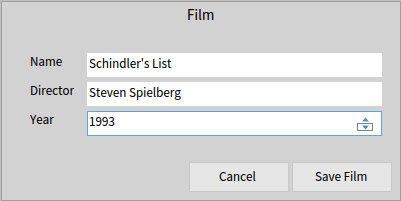 Film
Name Schindler's List
Director Steven Spielberg
Year 1993
Cancel Save Film